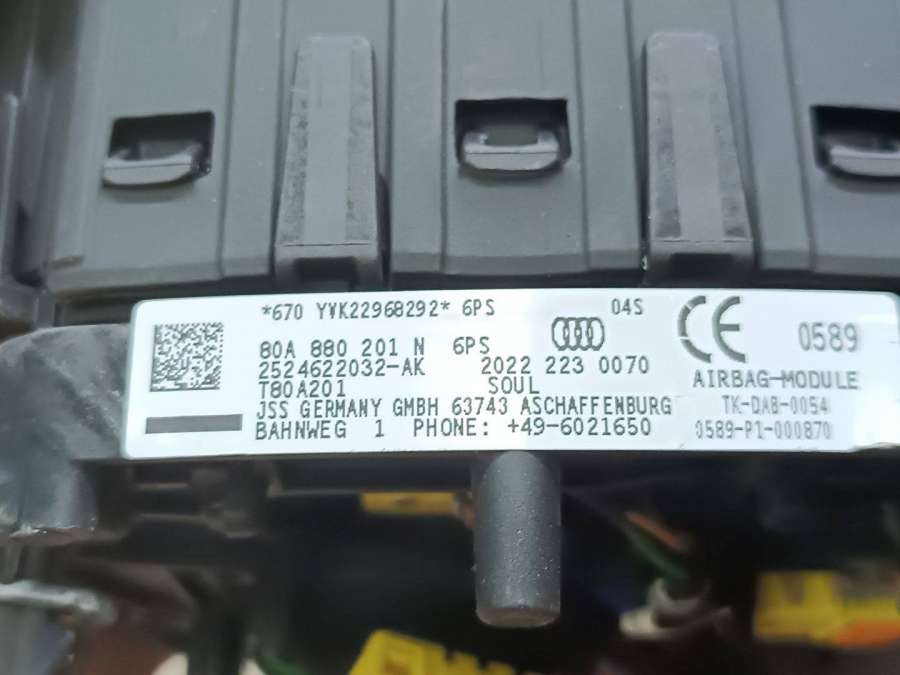 *670 YVK22968292* 6PS 04S
80A 880 201 N 6PS
2524622032-AK 2022 223 0070
T80A201 SOUL
JSS GERMANY GMBH 63743 ASCHAFFENBURG
BAHNWEG 1 PHONE: +49-6021650
CE 0589
AIRBAG-MODULE
TK-DAB-0054
0589-P1-000870